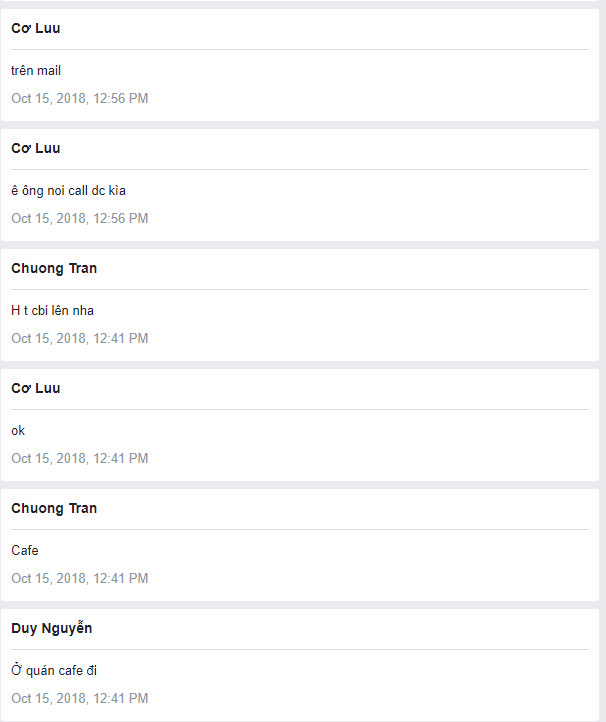 Cơ Luu
trên mail
Oct 15, 2018, 12:56 PM
Cơ Luu
ê ông noi call dc kìa
Oct 15, 2018, 12:56 PM
Chuong Tran
H t cbi lên nha
Oct 15, 2018, 12:41 PM
Cơ Luu
ok
Oct 15, 2018, 12:41 PM
Chuong Tran
Cafe
Oct 15, 2018, 12:41 PM
Duy Nguyễn
Ở quán cafe đi
Oct 15, 2018, 12:41 PM